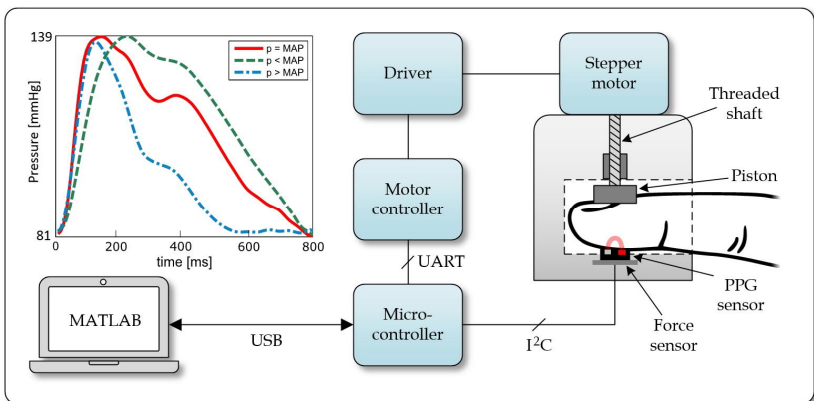 139
p = MAP
p < MAP
p > MAP
Pressure [mmHg]
81
0
200
400
600
800
time [ms]
Driver
Stepper
motor
Threaded
shaft
Motor
controller
Piston
UART
PPG
sensor
MATLAB
USB
Micro-
controller
I²C
Force
sensor